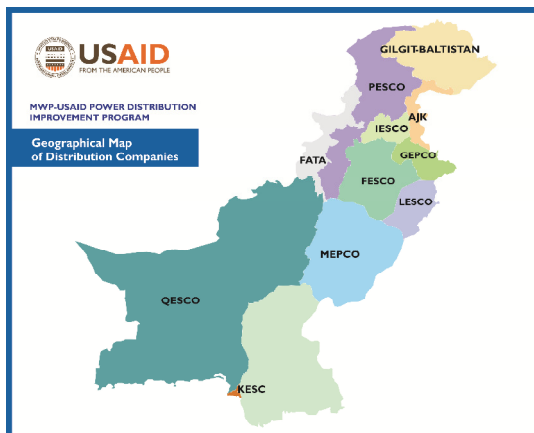 USAID
FROM THE AMERICAN PEOPLE
MWP-USAID POWER DISTRIBUTION
IMPROVEMENT PROGRAM
Geographical Map
of Distribution Companies
GILGIT-BALTISTAN
PESCO
AJK
IESCO
GEPCO
FATA
FESCO
LESCO
MEPCO
QESCO
KESC